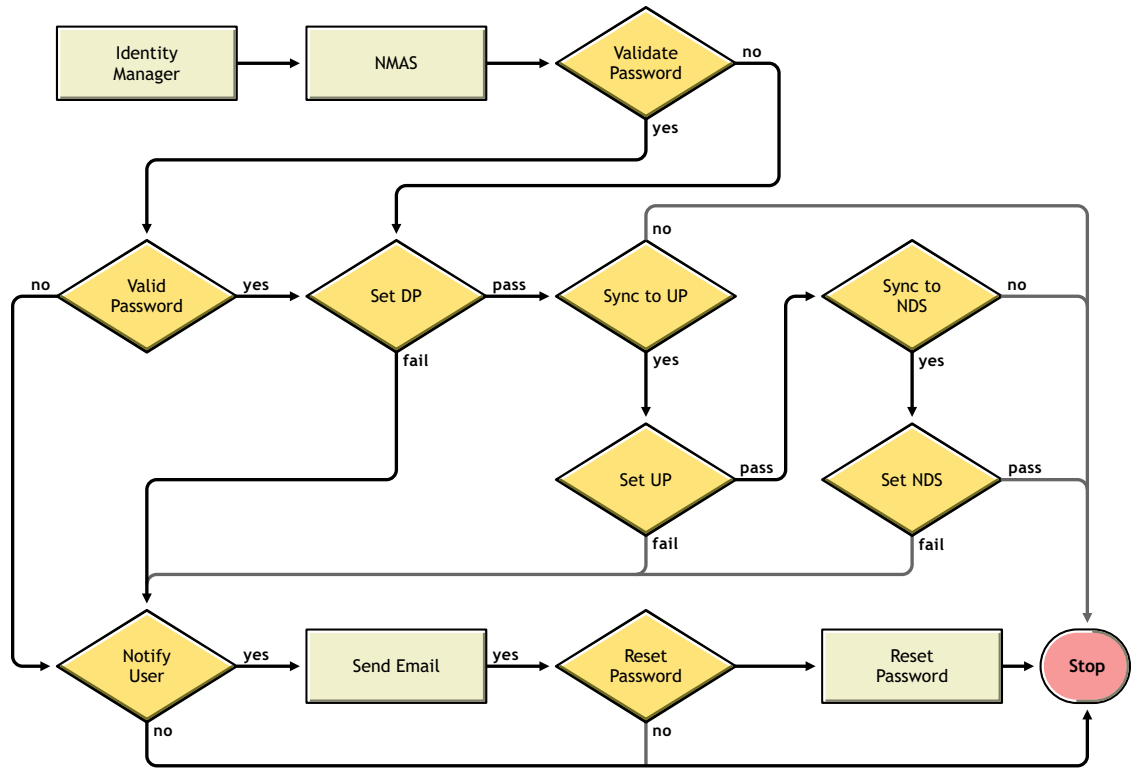 Identity
Manager
NMAS
Validate
Password
no
yes
no
Valid
Password
yes
Set DP
pass
fail
no
Sync to UP
yes
Sync to
NDS
no
yes
Set UP
pass
fail
Set NDS
pass
fail
Notify
User
yes
no
Send Email
yes
Reset
Password
no
Reset
Password
Stop